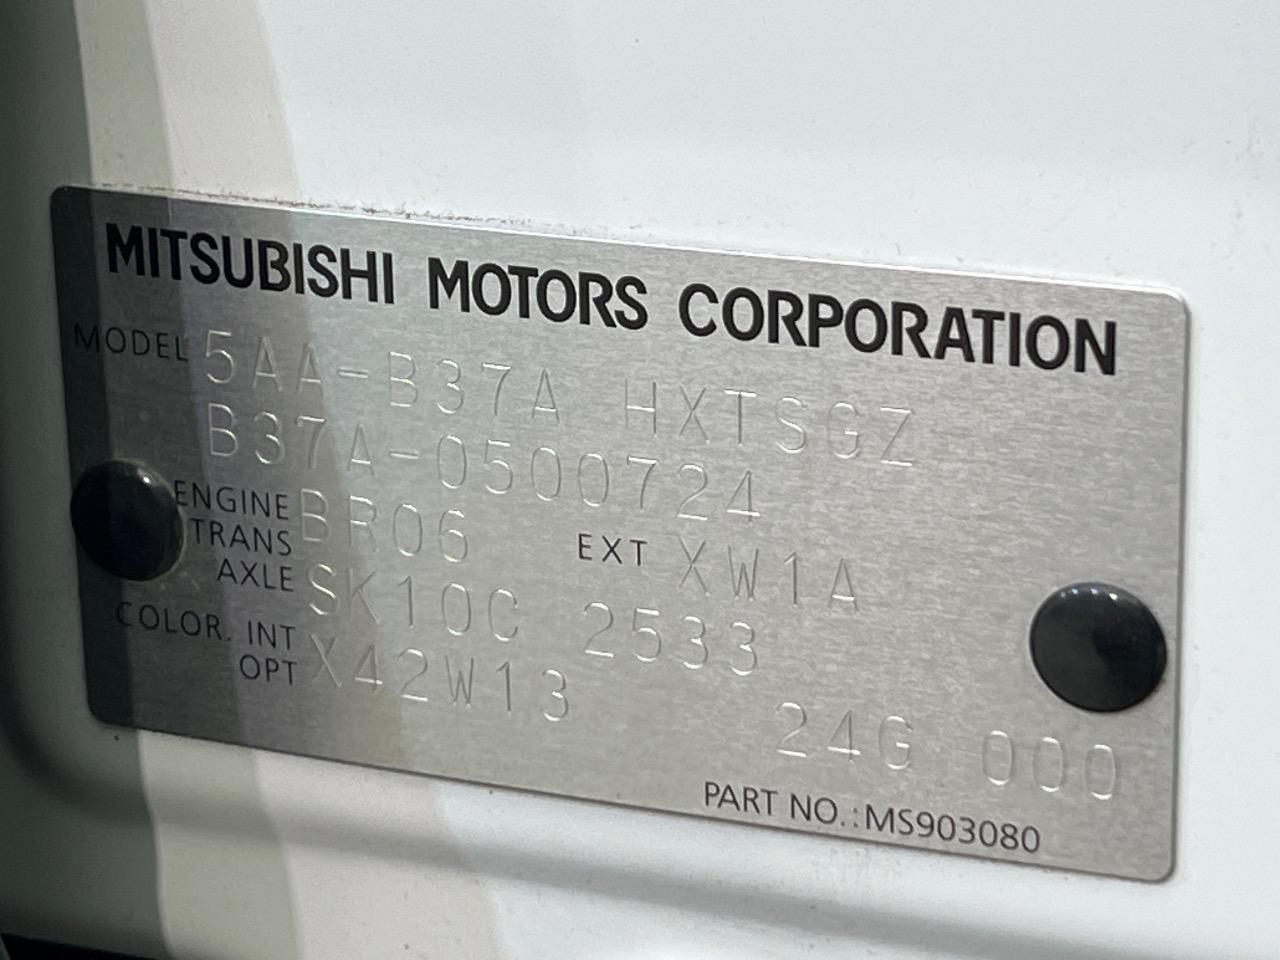 MITSUBISHI MOTORS CORPORATION
MODEL 5AA-B37A HXTSGZ
B37A-0500724
ENGINE BR06 EXT XW1A
TRANS
AXLE SK10C 2533
COLOR. INT X42W13
OPT 24G 000
PART NO.:MS903080